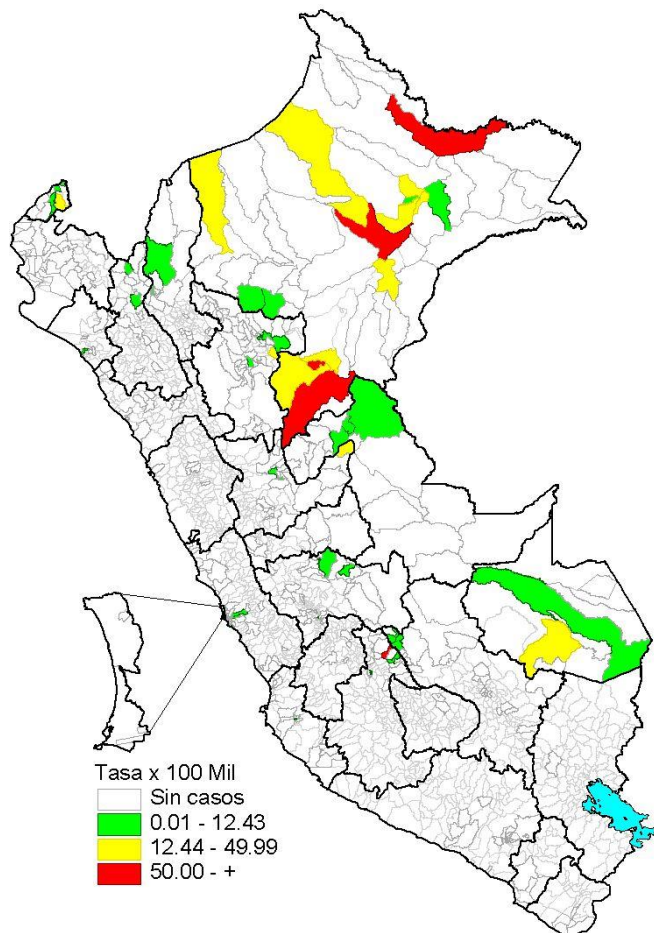 Tasa x 100 Mil
Sin casos
0.01 - 12.43
12.44 - 49.99
50.00 - +